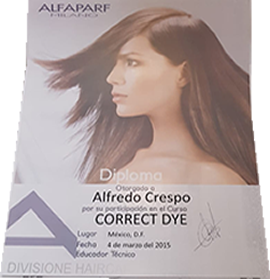 ALFAPARF
MILANO
Diploma
Otorgado a
Alfredo Crespo
por su participación en el Curso
CORRECT DYE
Lugar México, D.F.
Fecha 4 de marzo del 2015
Educador Técnico
DIVISIONE HAIRC